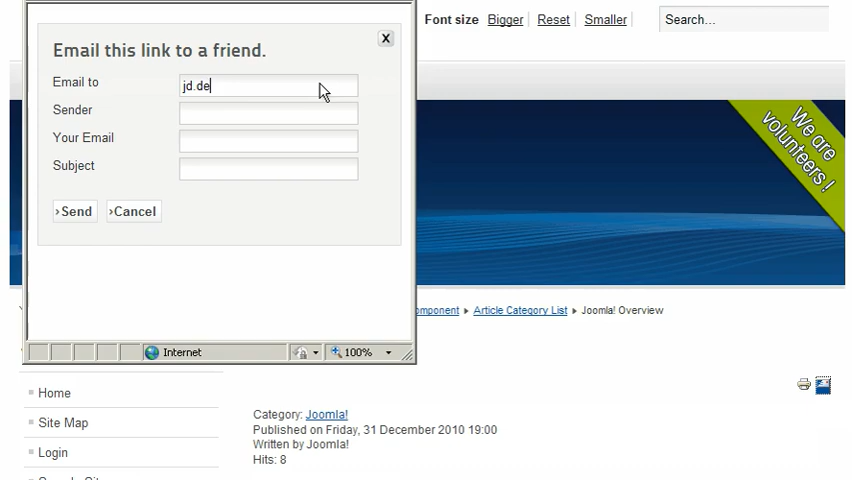 Font size Bigger Reset Smaller Search...
X
Email this link to a friend.
Email to jd.de
Sender
Your Email
Subject
›Send ›Cancel
We are
volunteers !
Article Category List Joomla! Overview
Internet 100%
Home
Site Map
Login
Category: Joomla!
Published on Friday, 31 December 2010 19:00
Written by Joomla!
Hits: 8